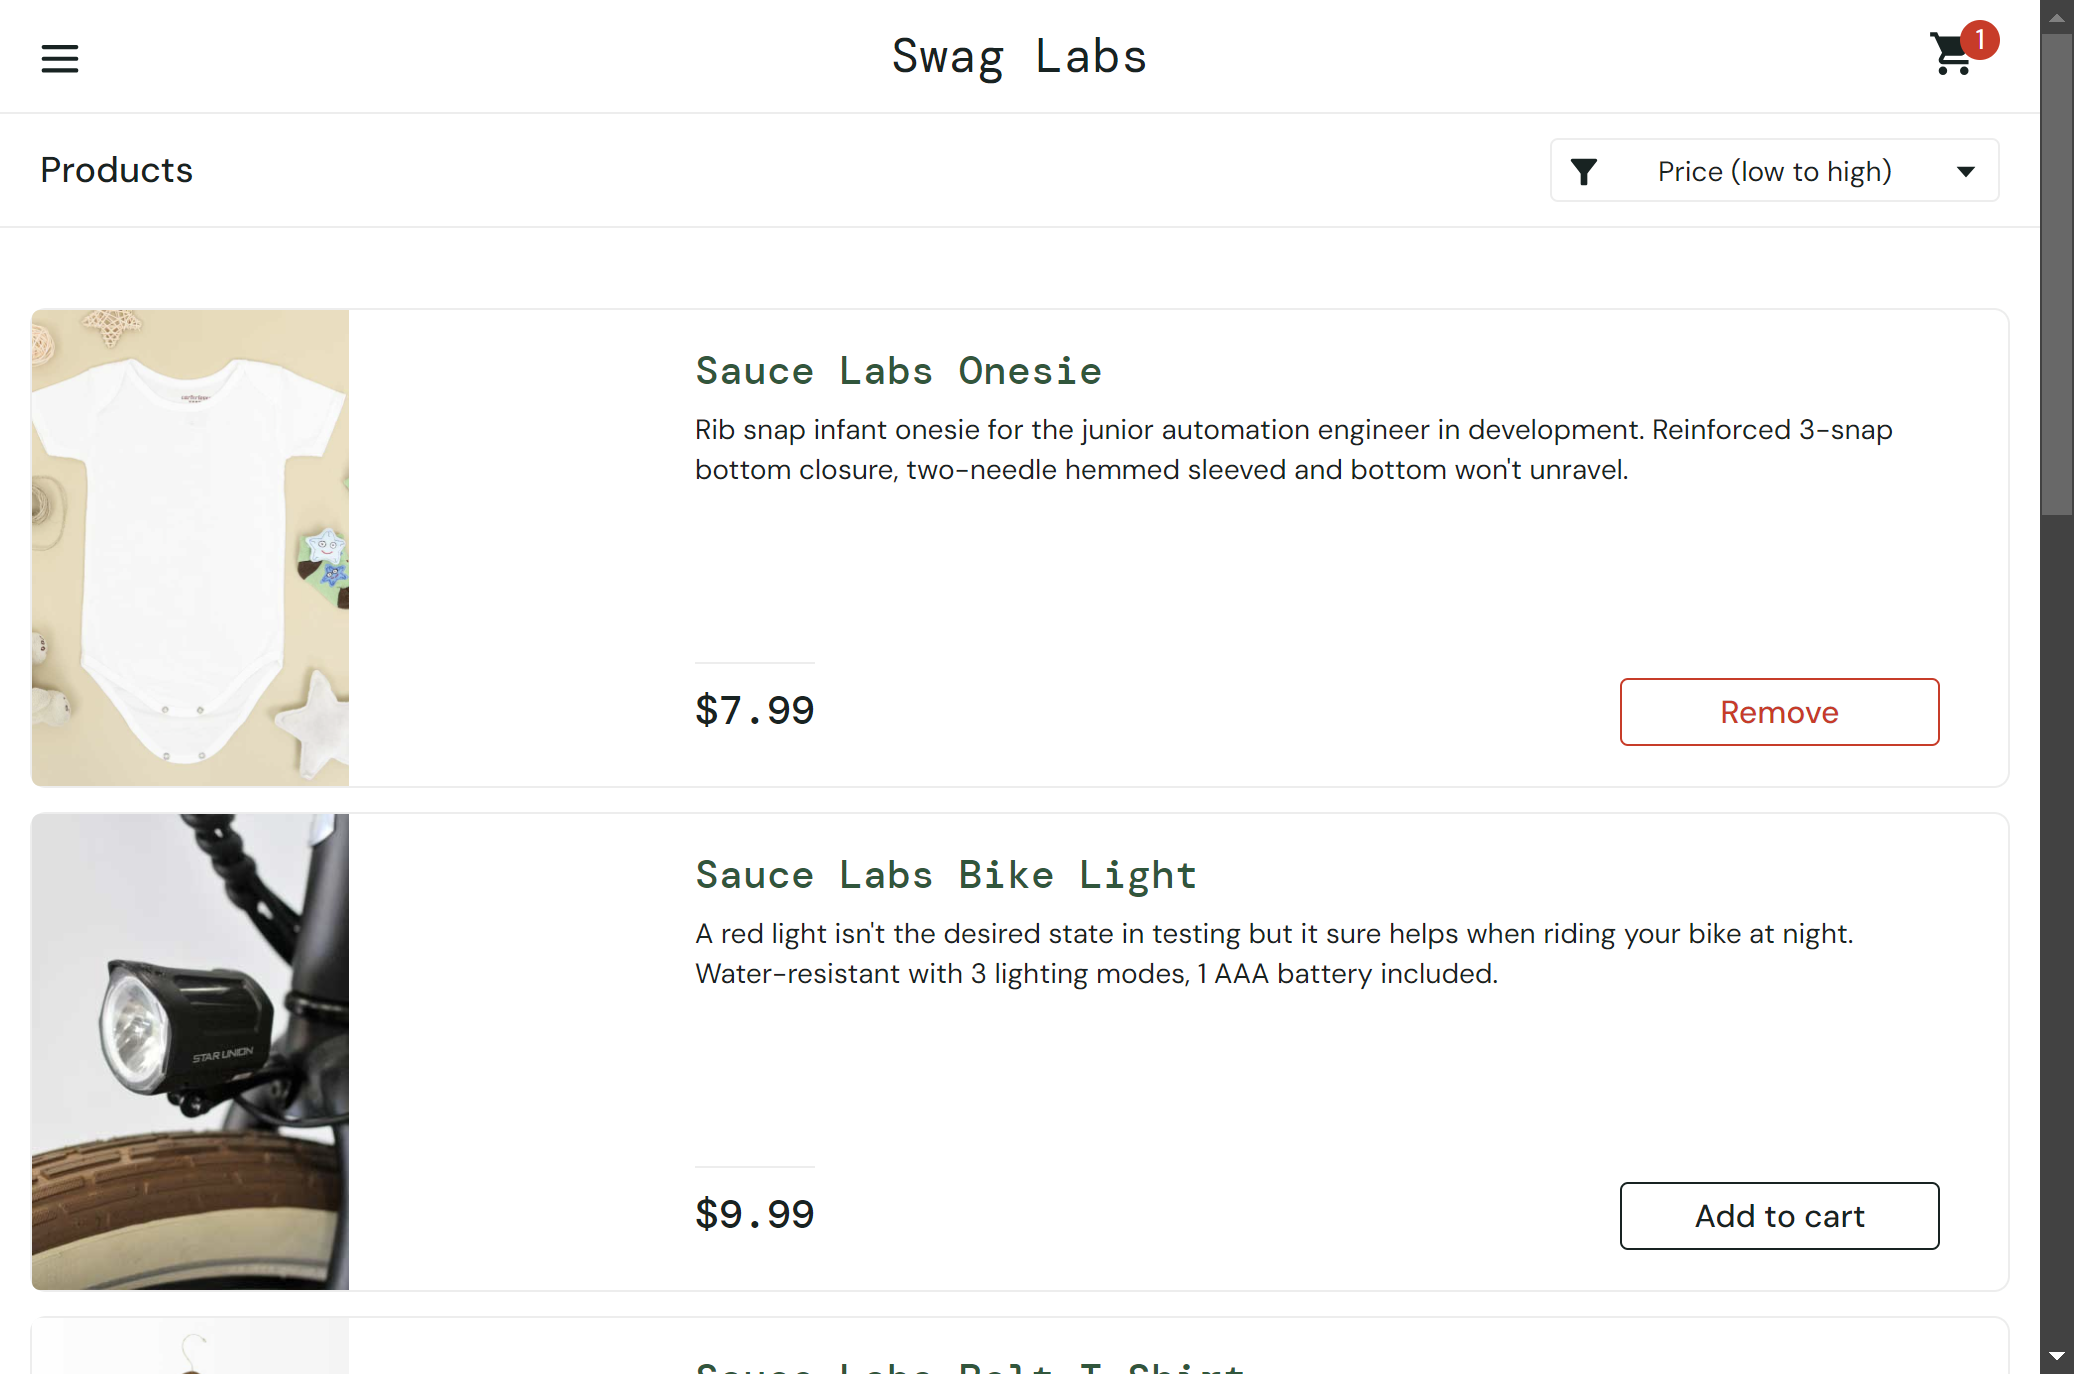 Swag Labs
1
Products
Price (low to high)
Sauce Labs Onesie
Rib snap infant onesie for the junior automation engineer in development. Reinforced 3-snap
bottom closure, two-needle hemmed sleeved and bottom won't unravel.
$7.99
Remove
Sauce Labs Bike Light
A red light isn't the desired state in testing but it sure helps when riding your bike at night.
Water-resistant with 3 lighting modes, 1 AAA battery included.
STAR UNION
$9.99
Add to cart
Sauce Labs Bolt T-Shirt